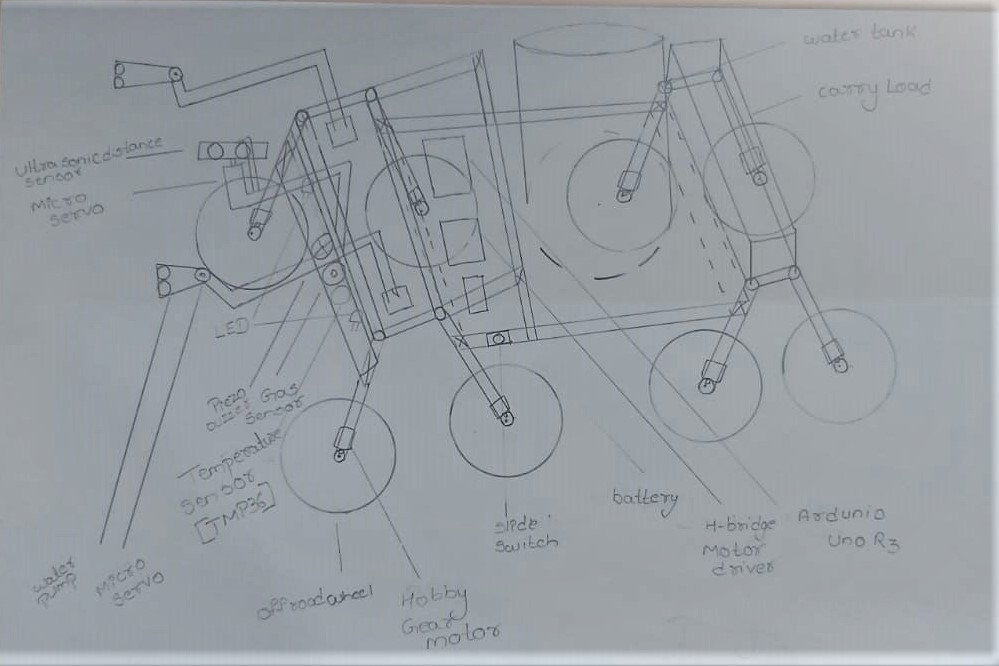 water tank
carry Load
Ultrasonic distance
sensor
Micro
servo
LED
Piezo
buzzer
Gas
sensor
Temperature
sensor
[TMP36]
water
pump
Micro
servo
offroad wheel
Hobby
Gear
motor
slide
switch
battery
H-bridge
Motor
driver
Ardunio
Uno R3